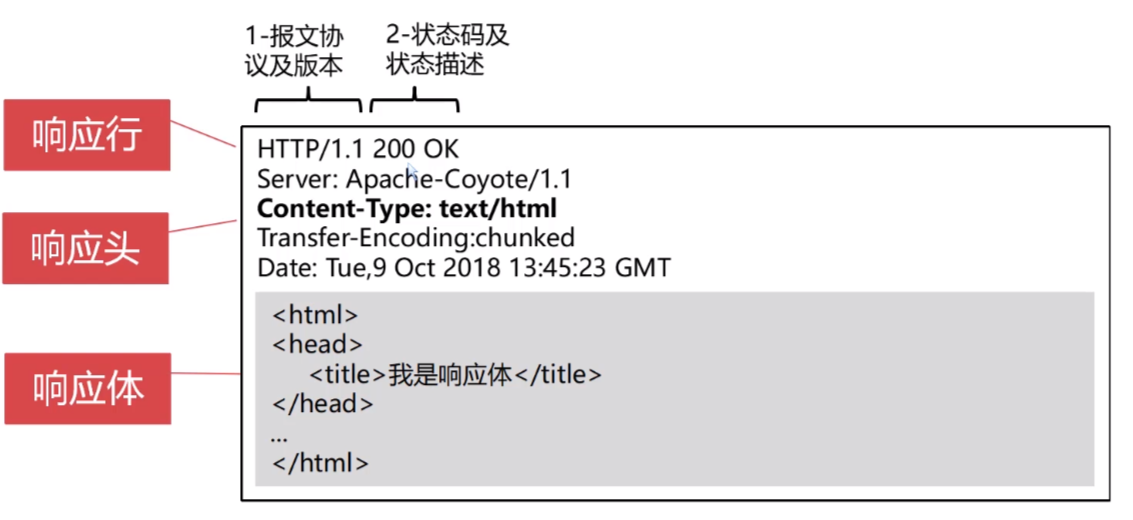 1-报文协
议及版本
2-状态码及
状态描述
响应行
HTTP/1.1 200 OK
Server: Apache-Coyote/1.1
响应头
Content-Type: text/html
Transfer-Encoding:chunked
Date: Tue,9 Oct 2018 13:45:23 GMT
响应体
<html>
<head>
<title>我是响应体</title>
</head>
...
</html>